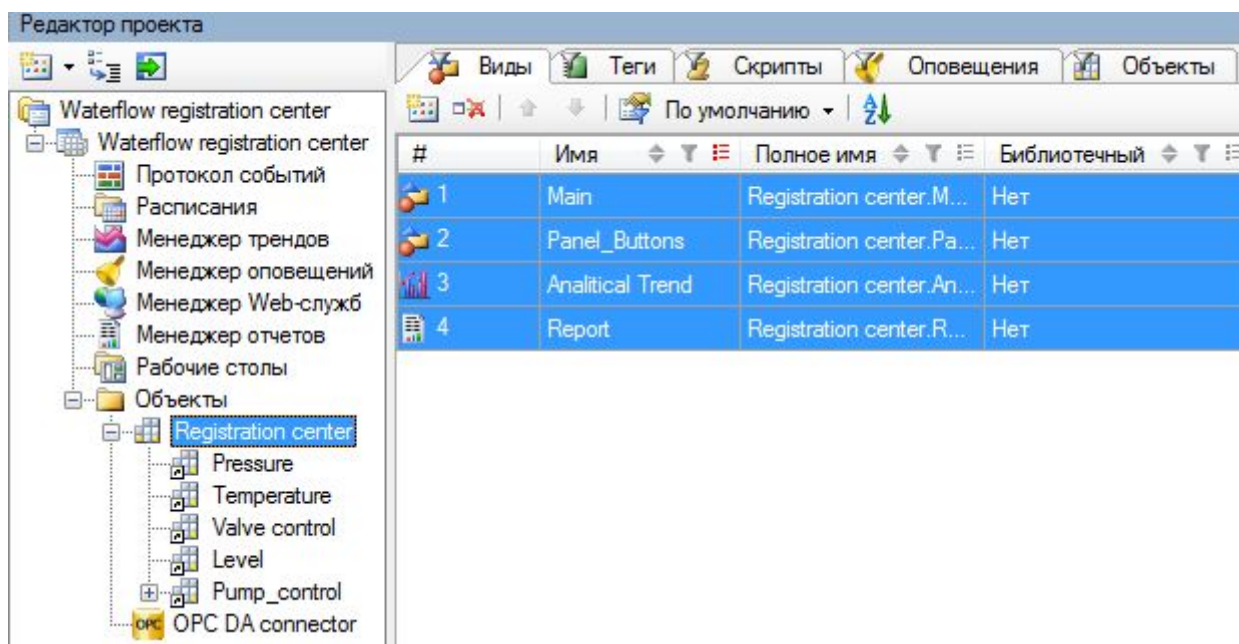 Редактор проекта
Виды Теги Скрипты Оповещения Объекты
По умолчанию
Waterflow registration center
Waterflow registration center
Протокол событий
Расписания
Менеджер трендов
Менеджер оповещений
Менеджер Web-служб
Менеджер отчетов
Рабочие столы
Объекты
Registration center
Pressure
Temperature
Valve control
Level
Pump_control
OPC OPC DA connector
# Имя Полное имя Библиотечный
1 Main Registration center.M... Нет
2 Panel_Buttons Registration center.Pa... Нет
3 Analitical Trend Registration center.An... Нет
4 Report Registration center.R... Нет